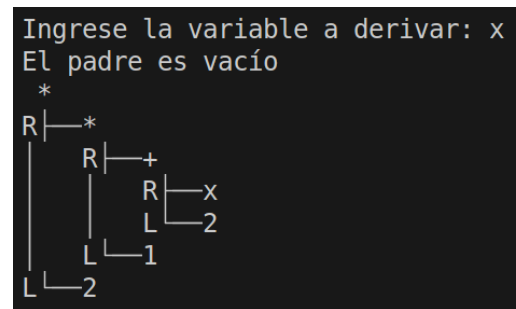 Ingrese la variable a derivar: x
El padre es vacío
 *
R├──*
│   R├──+
│   │   R├──x
│   │   L└──2
│   L└──1
L└──2